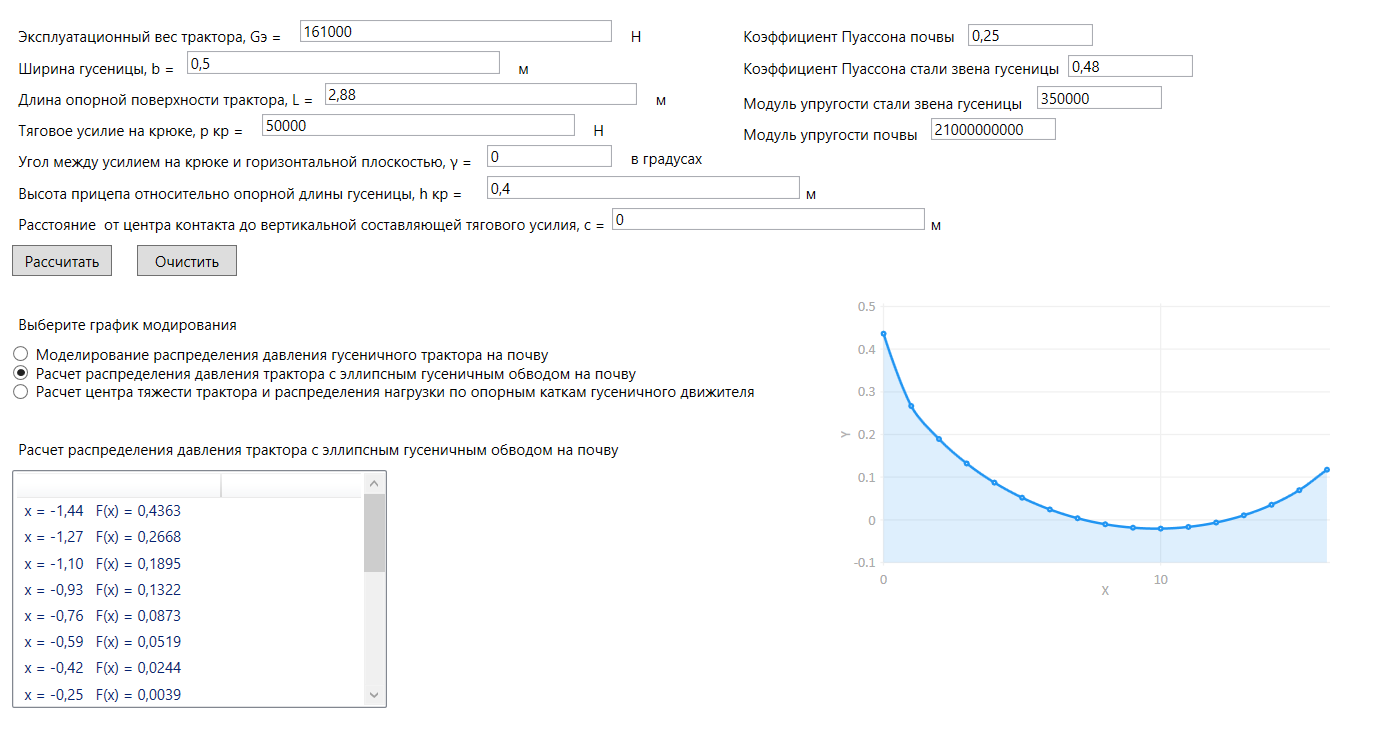 Эксплуатационный вес трактора, Gэ = 161000 Н
Ширина гусеницы, b = 0,5 м
Длина опорной поверхности трактора, L = 2,88 м
Тяговое усилие на крюке, р кр = 50000 Н
Угол между усилием на крюке и горизонтальной плоскостью, γ = 0 в градусах
Высота прицепа относительно опорной длины гусеницы, h кр = 0,4 м
Расстояние от центра контакта до вертикальной составляющей тягового усилия, с = 0 м
Коэффициент Пуассона почвы 0,25
Коэффициент Пуассона стали звена гусеницы 0,48
Модуль упругости стали звена гусеницы 350000
Модуль упругости почвы 21000000000
Рассчитать Очистить
Выберите график модирования
Моделирование распределения давления гусеничного трактора на почву
Расчет распределения давления трактора с эллипсным гусеничным обводом на почву
Расчет центра тяжести трактора и распределения нагрузки по опорным каткам гусеничного движителя
Расчет распределения давления трактора с эллипсным гусеничным обводом на почву
x = -1,44 F(x) = 0,4363
x = -1,27 F(x) = 0,2668
x = -1,10 F(x) = 0,1895
x = -0,93 F(x) = 0,1322
x = -0,76 F(x) = 0,0873
x = -0,59 F(x) = 0,0519
x = -0,42 F(x) = 0,0244
x = -0,25 F(x) = 0,0039
0.5
0.4
0.3
Y 0.2
0.1
0
-0.1
0 10
X